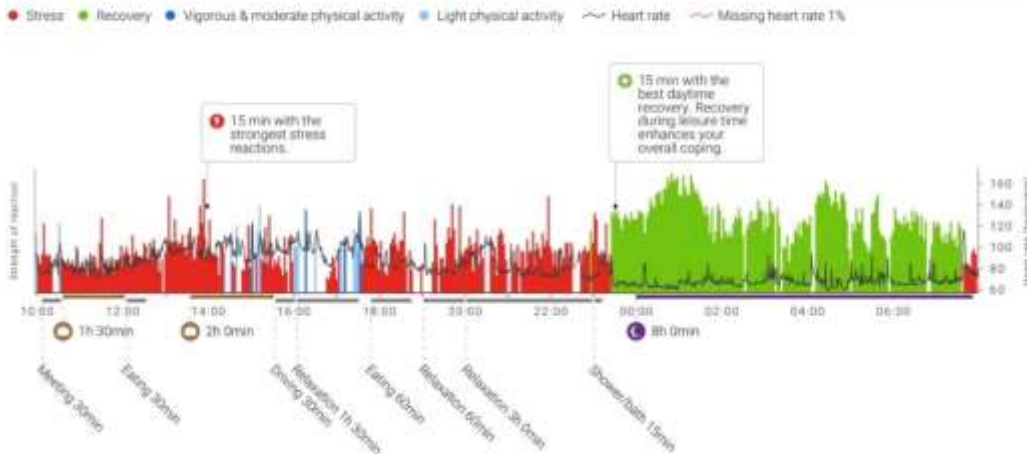 Stress Recovery Vigorous & moderate physical activity Light physical activity Heart rate Missing heart rate 1%
15 min with the
strongest stress
reactions.
15 min with the
best daytime
recovery. Recovery
during leisure time
enhances your
overall coping.
Strength of reaction
160
140
120
100
80
60
10:00 12:00 14:00 16:00 18:00 20:00 22:00 00:00 02:00 04:00 06:00
1h 30min 2h 0min 8h 0min
Meeting 30min
Eating 30min
Driving 30min
Relaxation 1h 30min
Eating 60min
Relaxation 60min
Relaxation 3h 0min
Shower/bath 15min